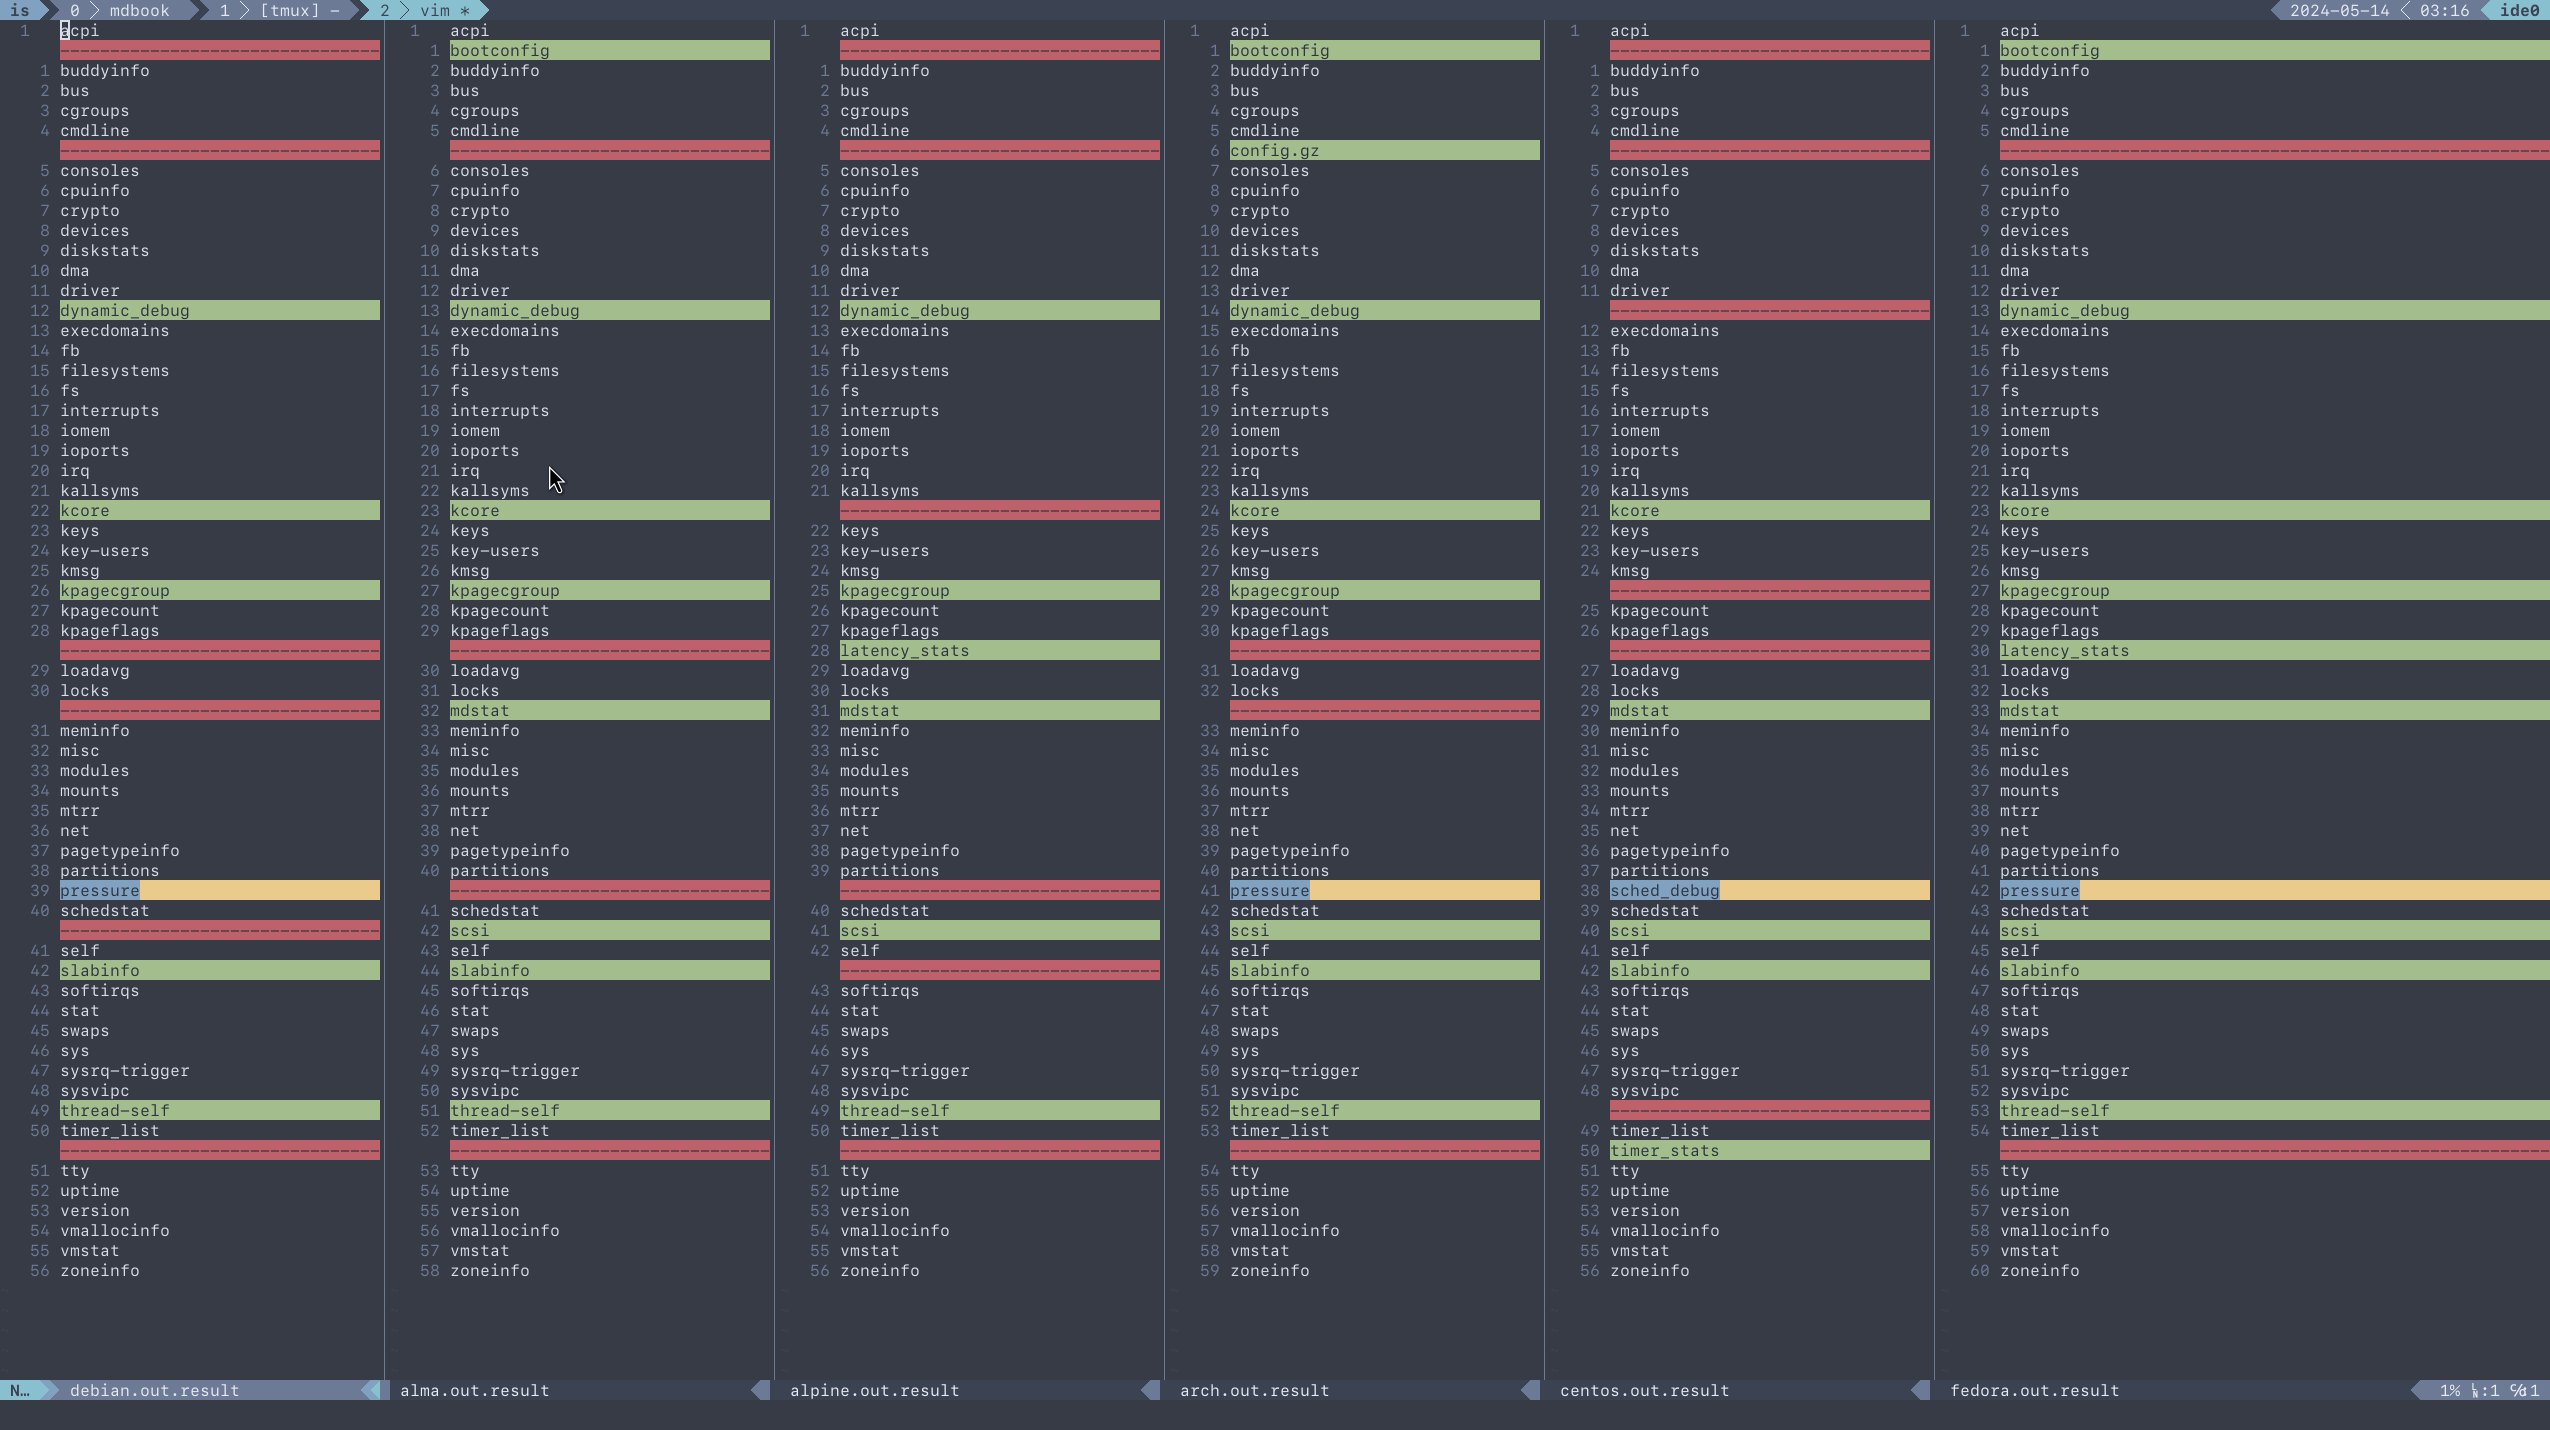 is 0 mdbook 1 [tmux] - 2 vim * 2024-05-14 03:16 ide0
1 acpi
1 buddyinfo
2 bus
3 cgroups
4 cmdline
5 consoles
6 cpuinfo
7 crypto
8 devices
9 diskstats
10 dma
11 driver
12 dynamic_debug
13 execdomains
14 fb
15 filesystems
16 fs
17 interrupts
18 iomem
19 ioports
20 irq
21 kallsyms
22 kcore
23 keys
24 key-users
25 kmsg
26 kpagecgroup
27 kpagecount
28 kpageflags
29 loadavg
30 locks
31 meminfo
32 misc
33 modules
34 mounts
35 mtrr
36 net
37 pagetypeinfo
38 partitions
39 pressure
40 schedstat
41 self
42 slabinfo
43 softirqs
44 stat
45 swaps
46 sys
47 sysrq-trigger
48 sysvipc
49 thread-self
50 timer_list
51 tty
52 uptime
53 version
54 vmallocinfo
55 vmstat
56 zoneinfo
N… debian.out.result
1 acpi
1 bootconfig
2 buddyinfo
3 bus
4 cgroups
5 cmdline
6 consoles
7 cpuinfo
8 crypto
9 devices
10 diskstats
11 dma
12 driver
13 dynamic_debug
14 execdomains
15 fb
16 filesystems
17 fs
18 interrupts
19 iomem
20 ioports
21 irq
22 kallsyms
23 kcore
24 keys
25 key-users
26 kmsg
27 kpagecgroup
28 kpagecount
29 kpageflags
30 loadavg
31 locks
32 mdstat
33 meminfo
34 misc
35 modules
36 mounts
37 mtrr
38 net
39 pagetypeinfo
40 partitions
41 schedstat
42 scsi
43 self
44 slabinfo
45 softirqs
46 stat
47 swaps
48 sys
49 sysrq-trigger
50 sysvipc
51 thread-self
52 timer_list
53 tty
54 uptime
55 version
56 vmallocinfo
57 vmstat
58 zoneinfo
alma.out.result
1 acpi
1 buddyinfo
2 bus
3 cgroups
4 cmdline
5 consoles
6 cpuinfo
7 crypto
8 devices
9 diskstats
10 dma
11 driver
12 dynamic_debug
13 execdomains
14 fb
15 filesystems
16 fs
17 interrupts
18 iomem
19 ioports
20 irq
21 kallsyms
22 keys
23 key-users
24 kmsg
25 kpagecgroup
26 kpagecount
27 kpageflags
28 latency_stats
29 loadavg
30 locks
31 mdstat
32 meminfo
33 misc
34 modules
35 mounts
36 mtrr
37 net
38 pagetypeinfo
39 partitions
40 schedstat
41 scsi
42 self
43 softirqs
44 stat
45 swaps
46 sys
47 sysrq-trigger
48 sysvipc
49 thread-self
50 timer_list
51 tty
52 uptime
53 version
54 vmallocinfo
55 vmstat
56 zoneinfo
alpine.out.result
1 acpi
1 bootconfig
2 buddyinfo
3 bus
4 cgroups
5 cmdline
6 config.gz
7 consoles
8 cpuinfo
9 crypto
10 devices
11 diskstats
12 dma
13 driver
14 dynamic_debug
15 execdomains
16 fb
17 filesystems
18 fs
19 interrupts
20 iomem
21 ioports
22 irq
23 kallsyms
24 kcore
25 keys
26 key-users
27 kmsg
28 kpagecgroup
29 kpagecount
30 kpageflags
31 loadavg
32 locks
33 meminfo
34 misc
35 modules
36 mounts
37 mtrr
38 net
39 pagetypeinfo
40 partitions
41 pressure
42 schedstat
43 scsi
44 self
45 slabinfo
46 softirqs
47 stat
48 swaps
49 sys
50 sysrq-trigger
51 sysvipc
52 thread-self
53 timer_list
54 tty
55 uptime
56 version
57 vmallocinfo
58 vmstat
59 zoneinfo
arch.out.result
1 acpi
1 buddyinfo
2 bus
3 cgroups
4 cmdline
5 consoles
6 cpuinfo
7 crypto
8 devices
9 diskstats
10 dma
11 driver
12 execdomains
13 fb
14 filesystems
15 fs
16 interrupts
17 iomem
18 ioports
19 irq
20 kallsyms
21 kcore
22 keys
23 key-users
24 kmsg
25 kpagecount
26 kpageflags
27 loadavg
28 locks
29 mdstat
30 meminfo
31 misc
32 modules
33 mounts
34 mtrr
35 net
36 pagetypeinfo
37 partitions
38 sched_debug
39 schedstat
40 scsi
41 self
42 slabinfo
43 softirqs
44 stat
45 swaps
46 sys
47 sysrq-trigger
48 sysvipc
49 timer_list
50 timer_stats
51 tty
52 uptime
53 version
54 vmallocinfo
55 vmstat
56 zoneinfo
centos.out.result
1 acpi
1 bootconfig
2 buddyinfo
3 bus
4 cgroups
5 cmdline
6 consoles
7 cpuinfo
8 crypto
9 devices
10 diskstats
11 dma
12 driver
13 dynamic_debug
14 execdomains
15 fb
16 filesystems
17 fs
18 interrupts
19 iomem
20 ioports
21 irq
22 kallsyms
23 kcore
24 keys
25 key-users
26 kmsg
27 kpagecgroup
28 kpagecount
29 kpageflags
30 latency_stats
31 loadavg
32 locks
33 mdstat
34 meminfo
35 misc
36 modules
37 mounts
38 mtrr
39 net
40 pagetypeinfo
41 partitions
42 pressure
43 schedstat
44 scsi
45 self
46 slabinfo
47 softirqs
48 stat
49 swaps
50 sys
51 sysrq-trigger
52 sysvipc
53 thread-self
54 timer_list
55 tty
56 uptime
57 version
58 vmallocinfo
59 vmstat
60 zoneinfo
fedora.out.result 1% ␊:1 ℅:1